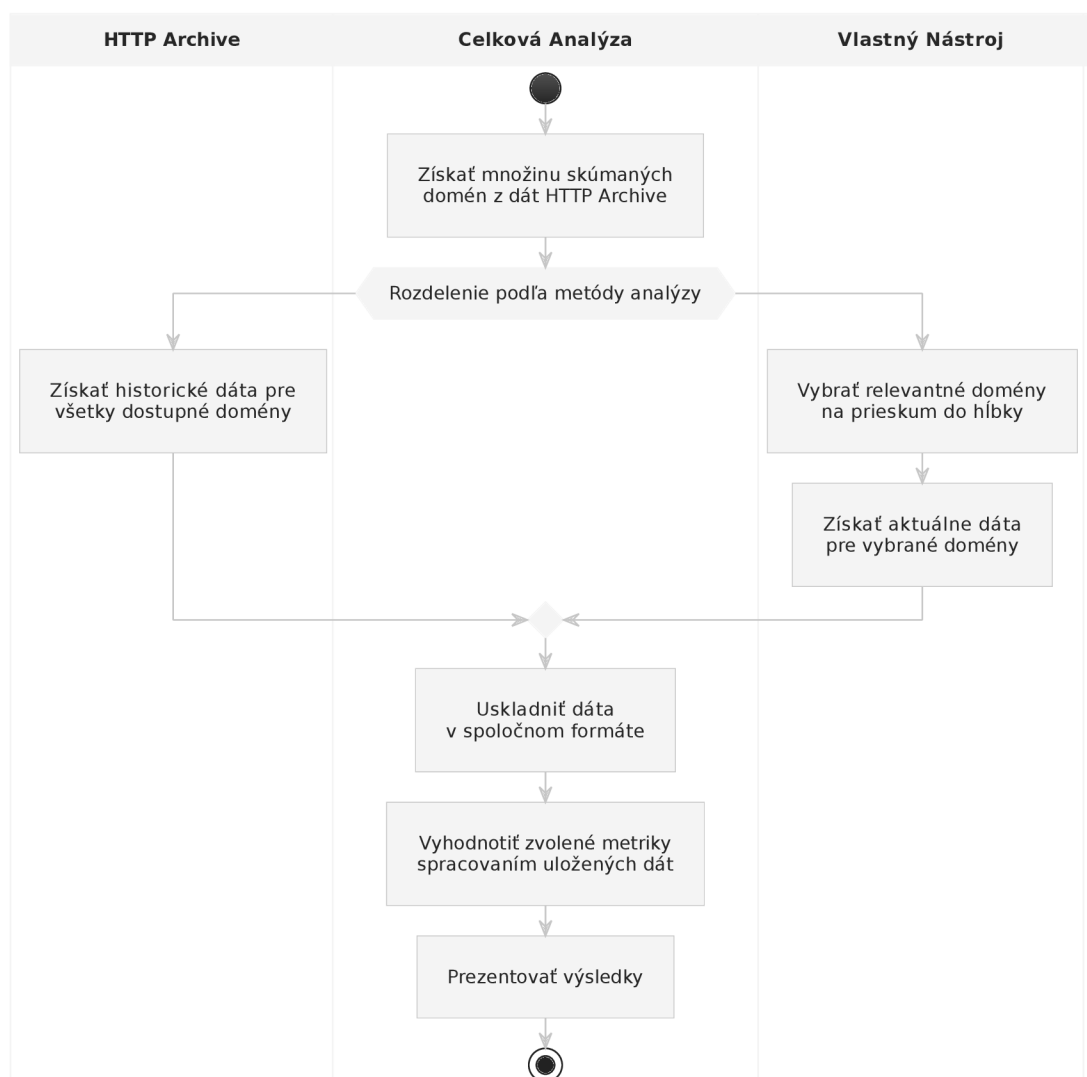 HTTP Archive
Celková Analýza
Vlastný Nástroj
Získať množinu skúmaných
domén z dát HTTP Archive
Rozdelenie podľa metódy analýzy
Získať historické dáta pre
všetky dostupné domény
Vybrať relevantné domény
na prieskum do hĺbky
Získať aktuálne dáta
pre vybrané domény
Uskladniť dáta
v spoločnom formáte
Vyhodnotiť zvolené metriky
spracovaním uložených dát
Prezentovať výsledky